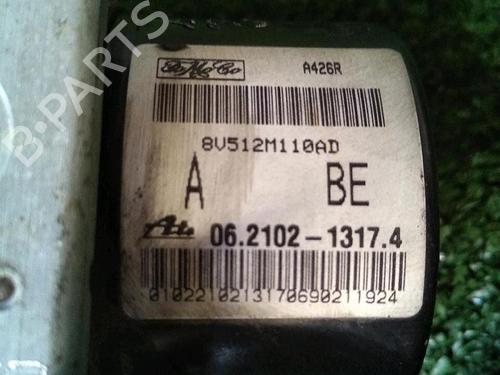 FoMoCo A426R
8V512M110AD
A BE
Ate 06.2102-1317.4
0102210213170690211924
B-PARTS